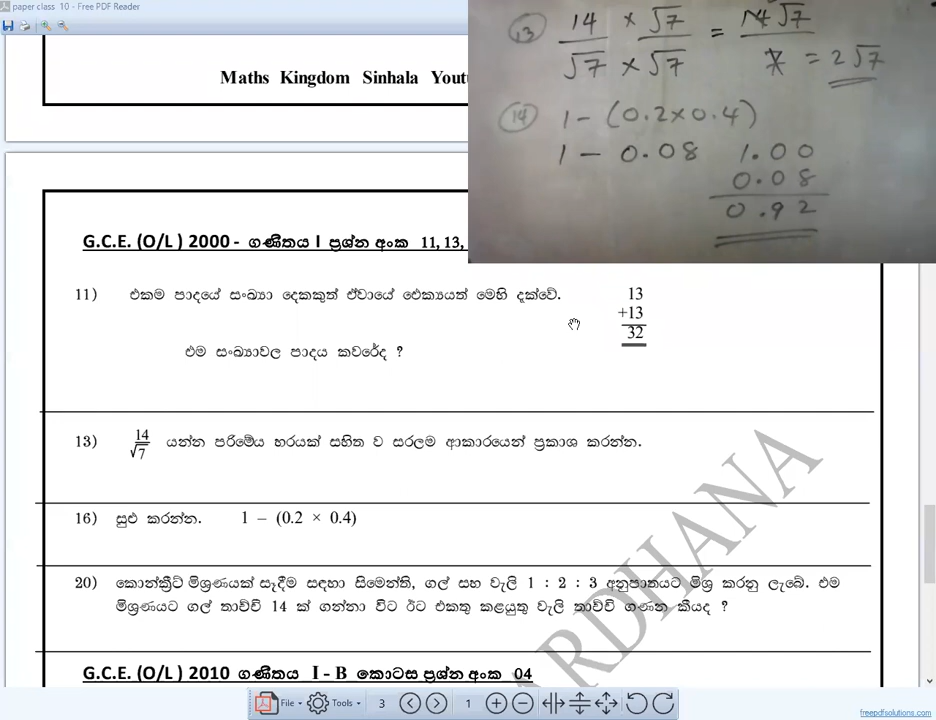 paper class 10 - Free PDF Reader
Maths Kingdom Sinhala Yout
13 14 × √7 = 14 √7
√7 × √7 7 = 2√7
14 1 - (0.2 × 0.4)
1 - 0.08 1.00
0.08
0.92
G.C.E. (O/L ) 2000 - ගණිතය I ප්‍රශ්න අංක 11, 13,
11) එකම පාදයේ සංඛ්‍යා දෙකකුත් ඒවායේ ඓක්‍යයත් මෙහි දක්වේ. 13
+13
32
එම සංඛ්‍යාවල පාදය කවරේද ?
13) 14/√7 යන්න පරිමේය හරයක් සහිත ව සරලම ආකාරයෙන් ප්‍රකාශ කරන්න.
16) සුළු කරන්න. 1 – (0.2 × 0.4)
20) කොන්ක්‍රීට් මිශ්‍රණයක් සෑදීම සඳහා සිමෙන්ති, ගල් සහ වැලි 1 : 2 : 3 අනුපාතයට මිශ්‍ර කරනු ලැබේ. එම
මිශ්‍රණයට ගල් තාච්චි 14 ක් ගන්නා විට ඊට එකතු කළයුතු වැලි තාච්චි ගණන කීයද ?
ARDHANA
G.C.E. (O/L) 2010 ගණිතය I - B කොටස ප්‍රශ්න අංක 04
File Tools 3 1
freepdfsolutions.com